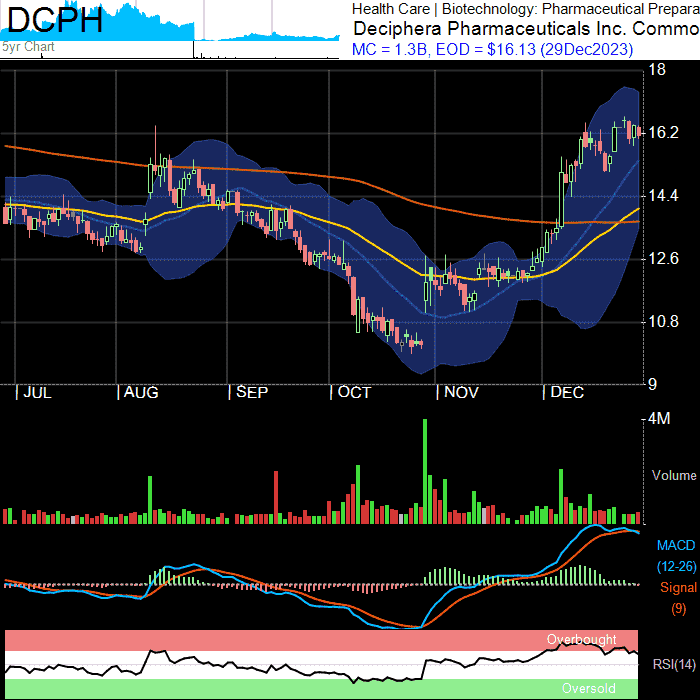 DCPH
5yr Chart
Health Care | Biotechnology: Pharmaceutical Prepara
Deciphera Pharmaceuticals Inc. Commo
MC = 1.3B, EOD = $16.13 (29Dec2023)
18
16.2
14.4
12.6
10.8
9
JUL AUG SEP OCT NOV DEC
4M
Volume
MACD
(12-26)
Signal
(9)
Overbought
RSI(14)
Oversold